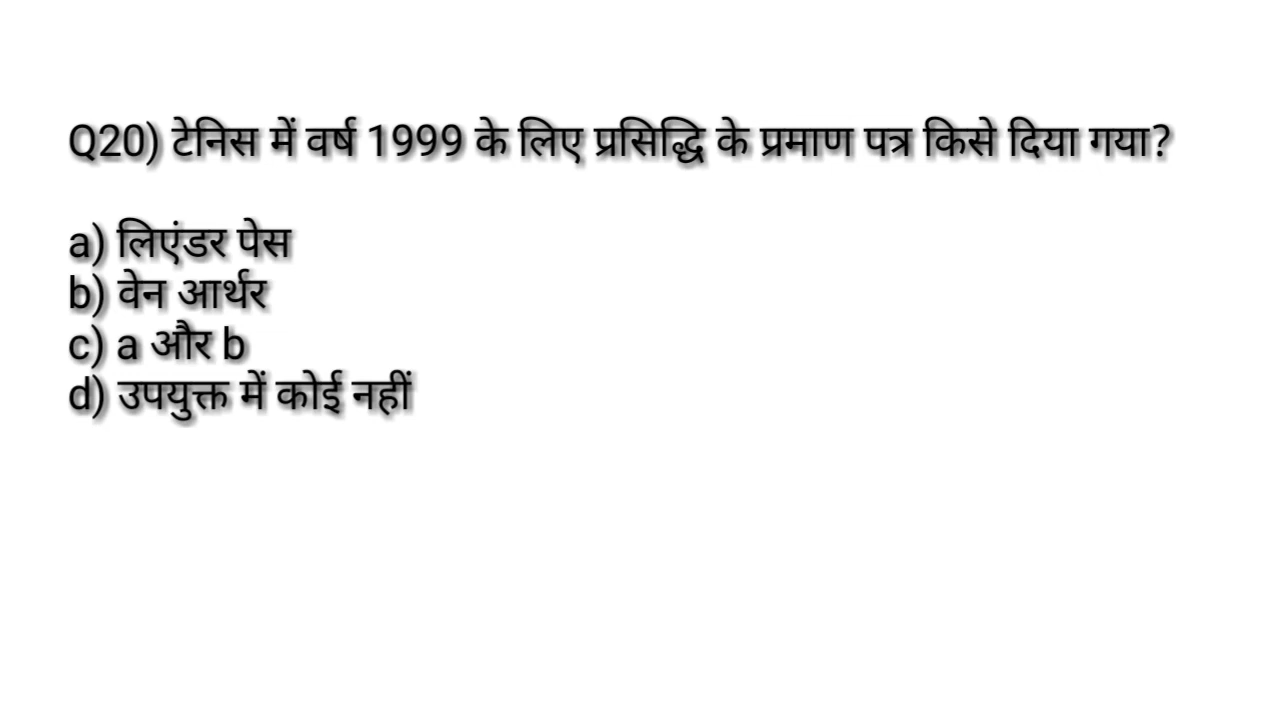 Q20) टेनिस में वर्ष 1999 के लिए प्रसिद्धि के प्रमाण पत्र किसे दिया गया?
a) लिएंडर पेस
b) वेन आर्थर
c) a और b
d) उपयुक्त में कोई नहीं